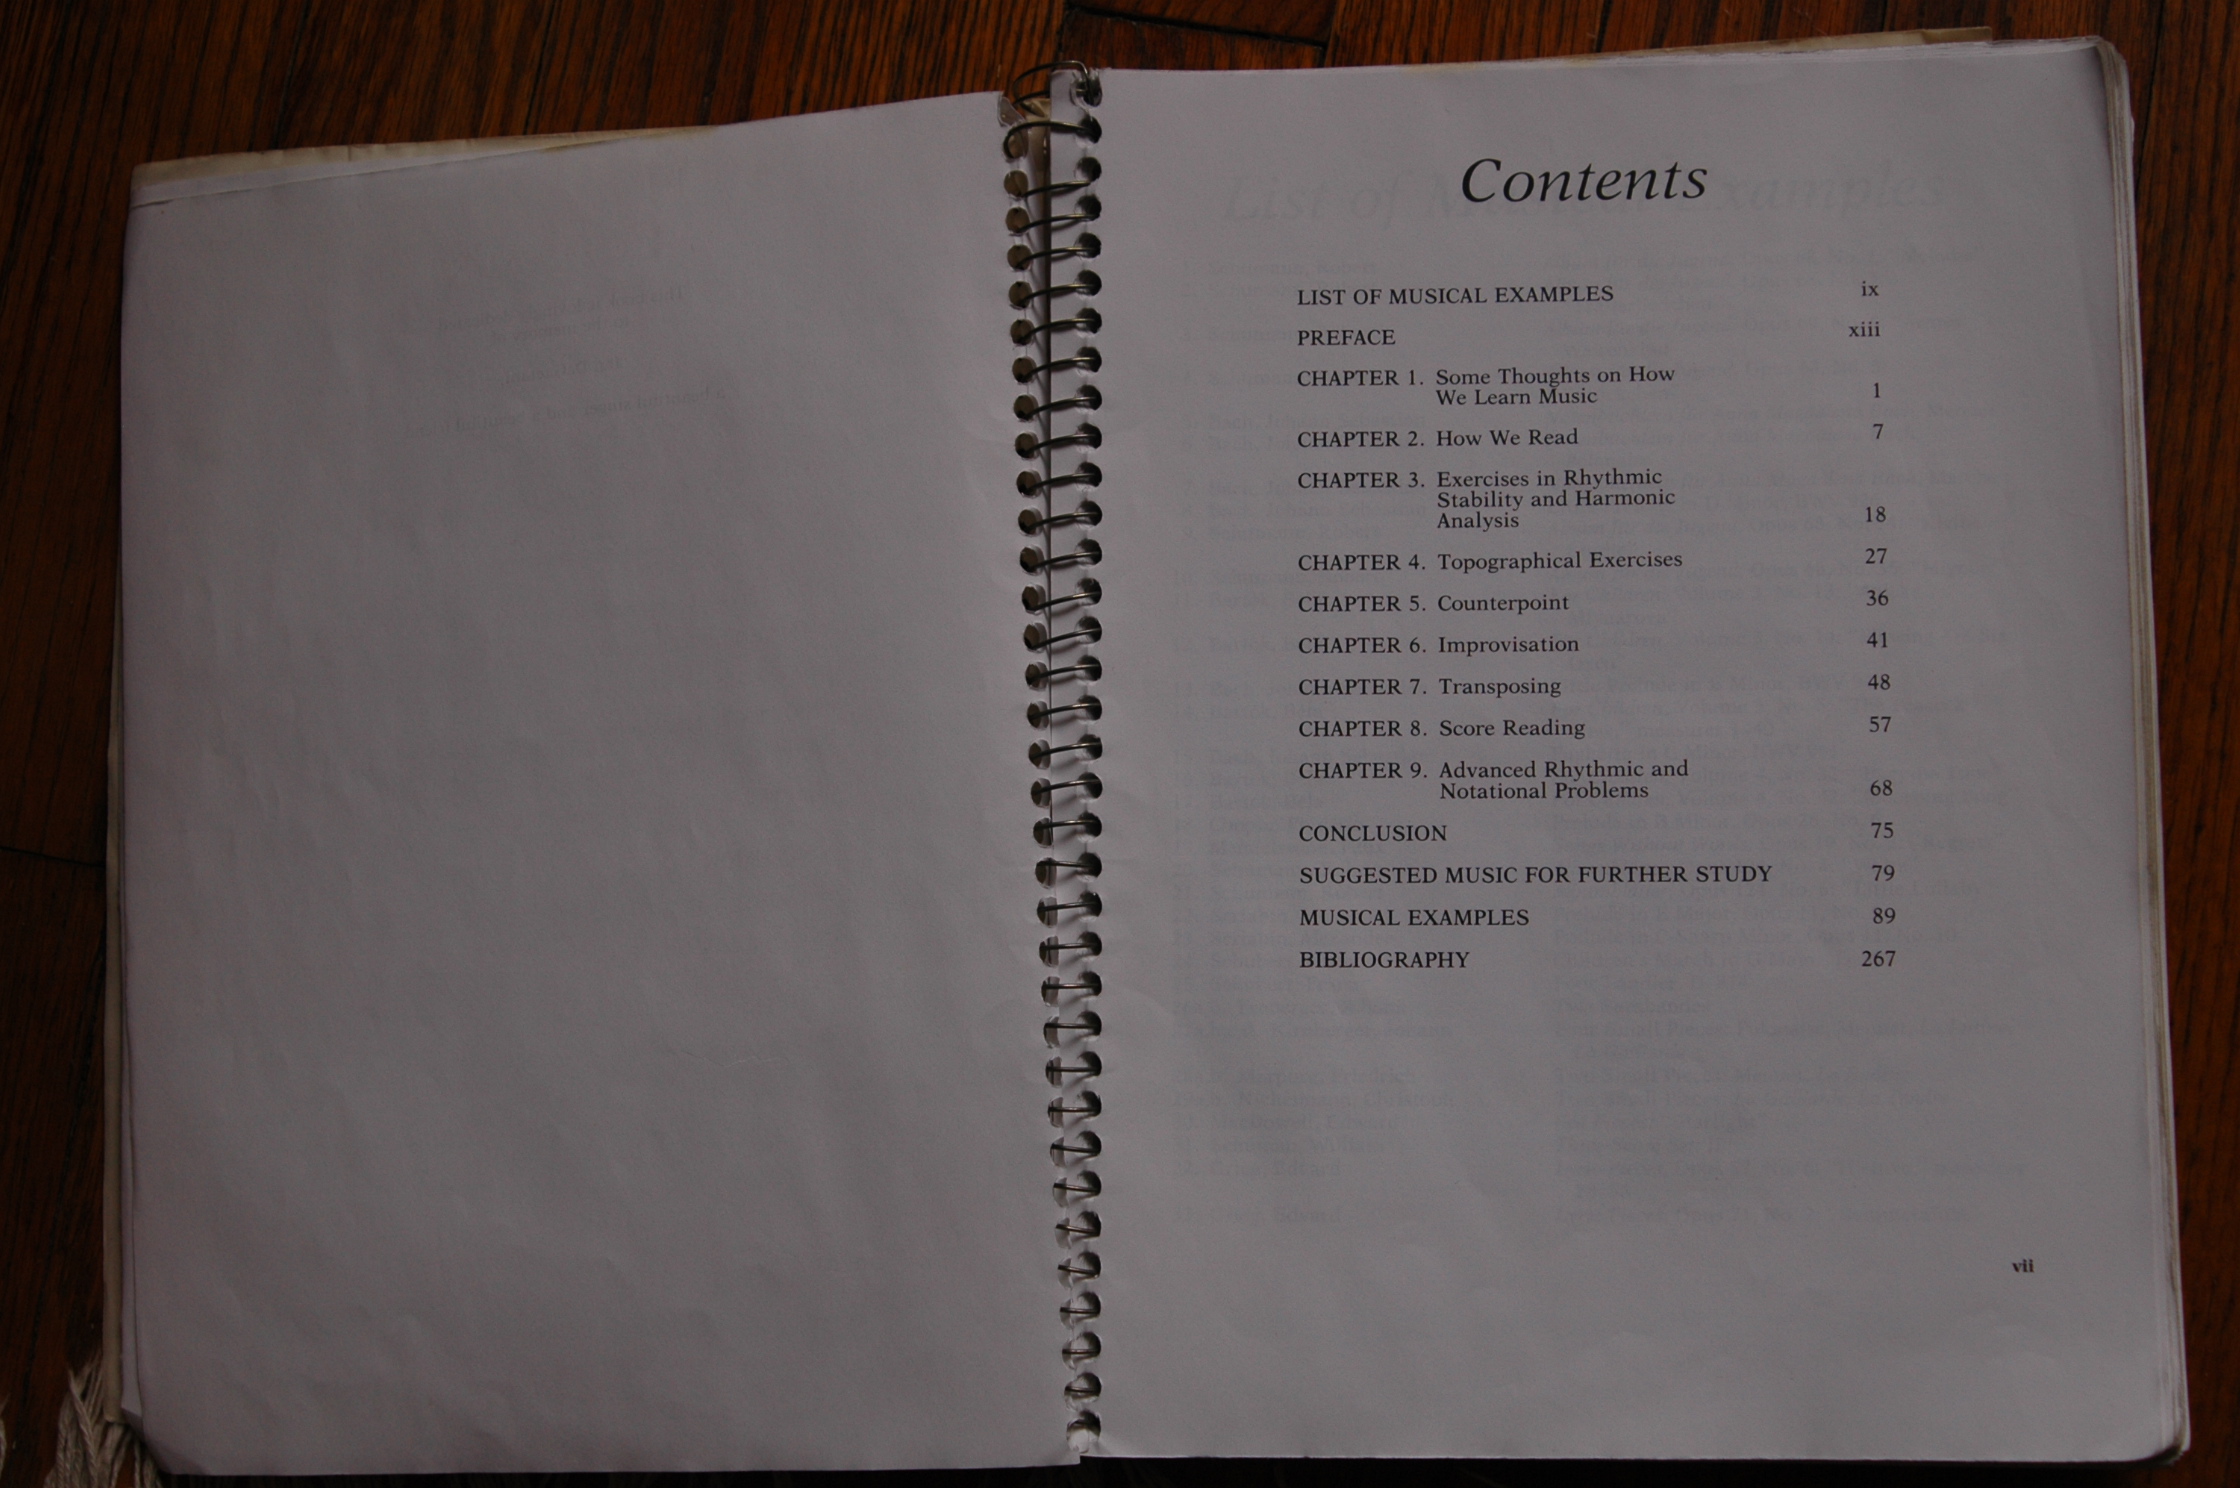 Contents
LIST OF MUSICAL EXAMPLES ix
PREFACE xiii
CHAPTER 1. Some Thoughts on How
We Learn Music 1
CHAPTER 2. How We Read 7
CHAPTER 3. Exercises in Rhythmic
Stability and Harmonic
Analysis 18
CHAPTER 4. Topographical Exercises 27
CHAPTER 5. Counterpoint 36
CHAPTER 6. Improvisation 41
CHAPTER 7. Transposing 48
CHAPTER 8. Score Reading 57
CHAPTER 9. Advanced Rhythmic and
Notational Problems 68
CONCLUSION 75
SUGGESTED MUSIC FOR FURTHER STUDY 79
MUSICAL EXAMPLES 89
BIBLIOGRAPHY 267
vii